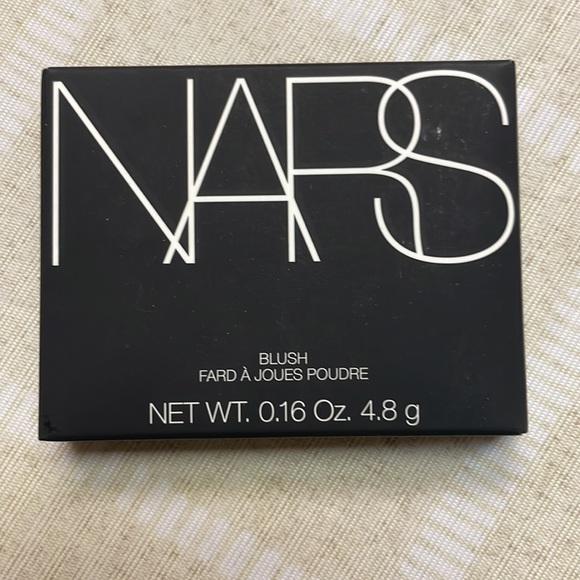 NARS
BLUSH
FARD À JOUES POUDRE
NET WT. 0.16 Oz. 4.8 g